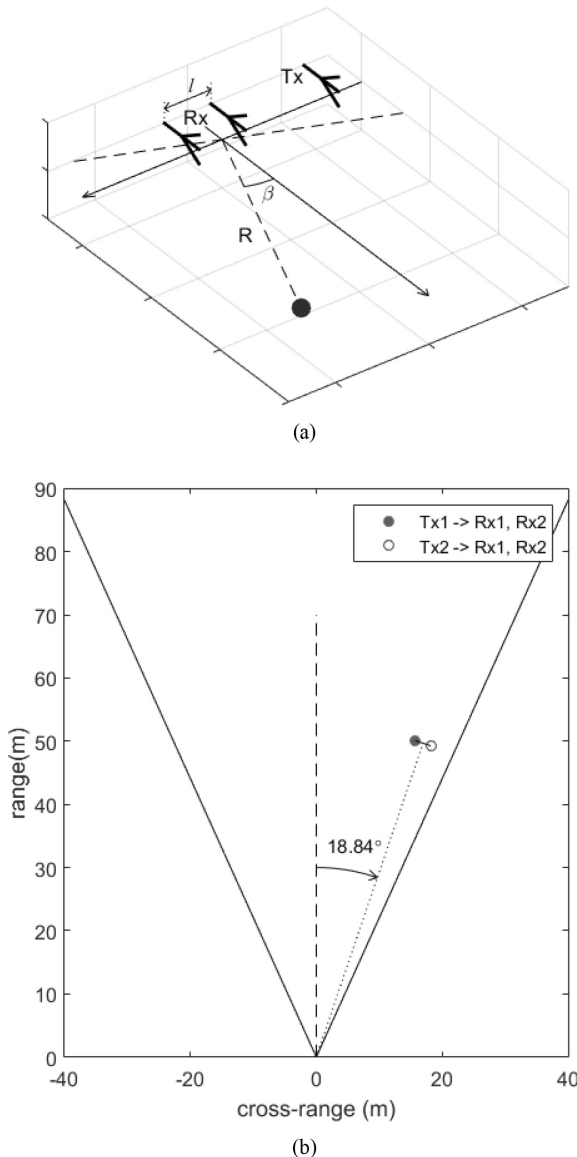 Tx
l
Rx
β
R
(a)
90
80
70
60
50
40
30
20
10
0
range(m)
Tx1 -> Rx1, Rx2
Tx2 -> Rx1, Rx2
18.84°
-40
-20
0
20
40
cross-range (m)
(b)